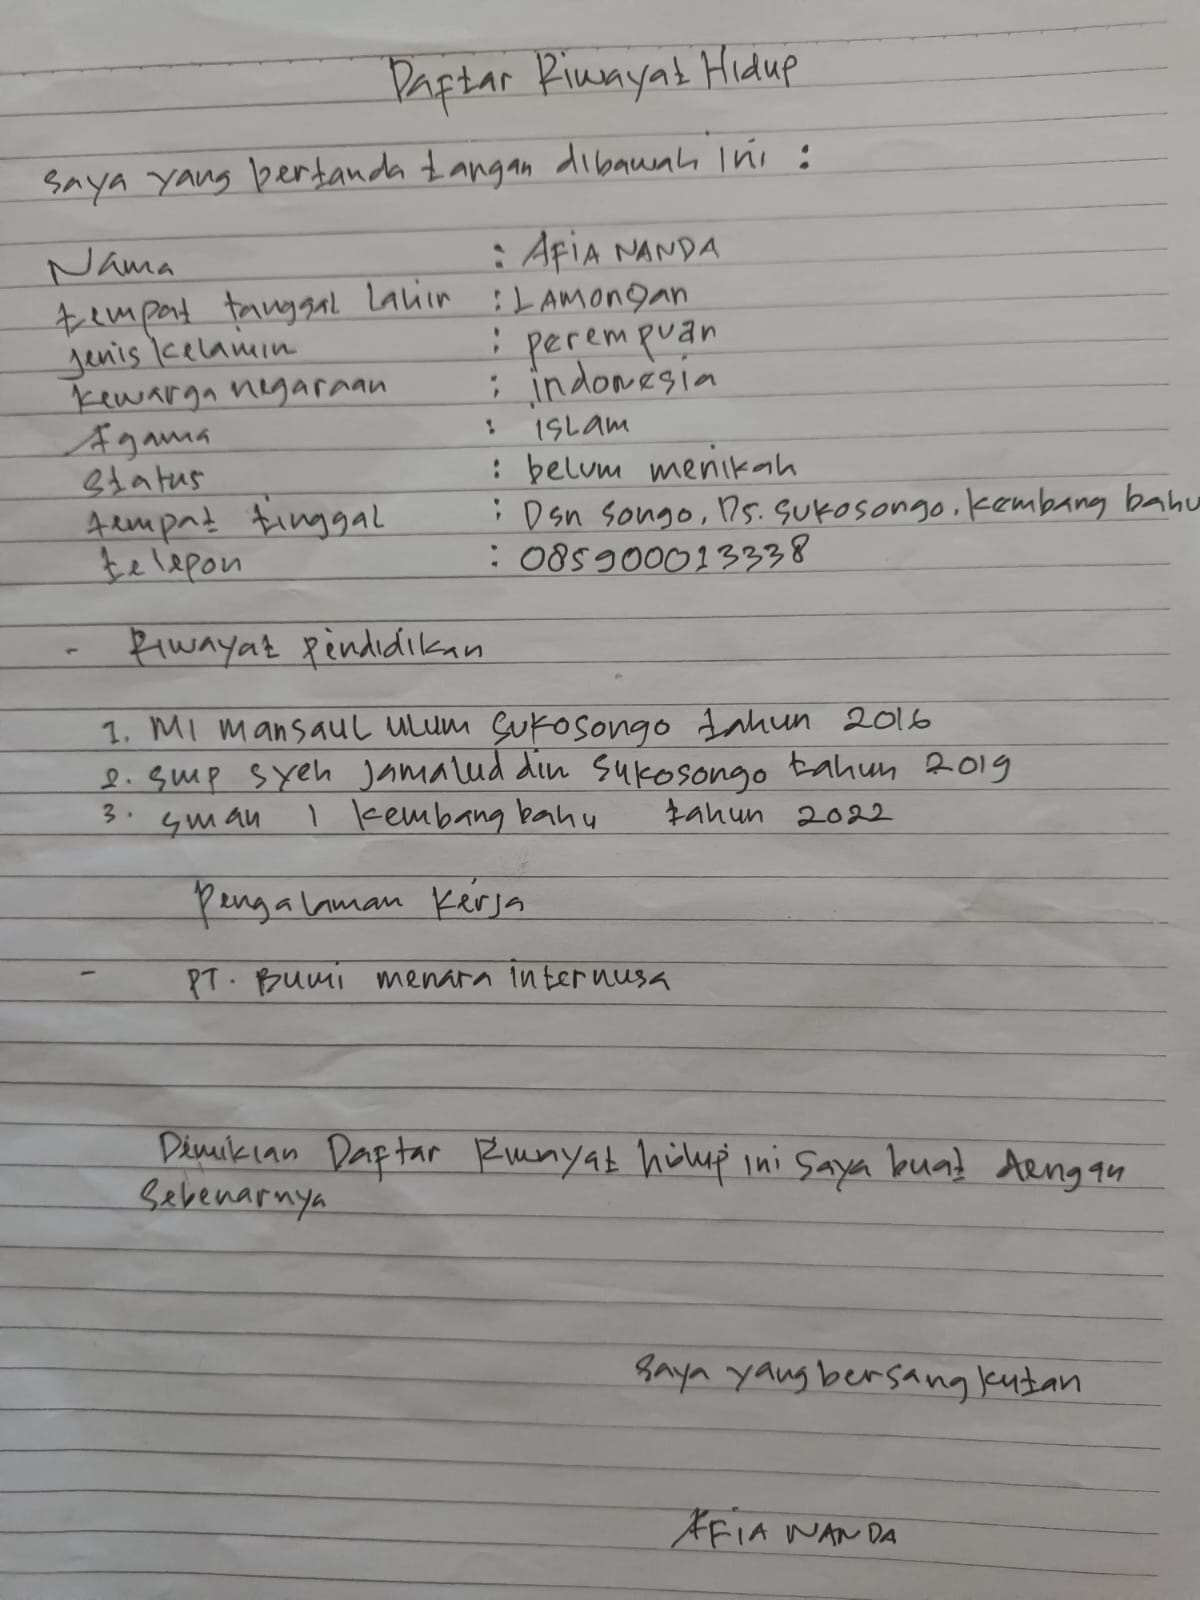 Daftar Riwayat Hidup
saya yang bertanda tangan dibawah ini :
Nama : AFIA NANDA
tempat tanggal lahir : LAMongan
jenis kelamin : perempuan
kewarga negaraan : indonesia
Agama : isLam
status : belum menikah
tempat tinggal : Dsn songo, Ds. sukosongo, kembang bahu
telepon : 085900013338
- Riwayat pendidikan
1. MI mansaul ulum sukosongo tahun 2016
2. smp syeh jamalud din sukosongo tahun 2019
3. sman 1 kembang bahu tahun 2022
pengalaman kerja
- PT. Bumi menara internusa
Demikian Daftar Riwayat hidup ini saya buat dengan
sebenarnya
saya yang bersangkutan
AFIA NANDA